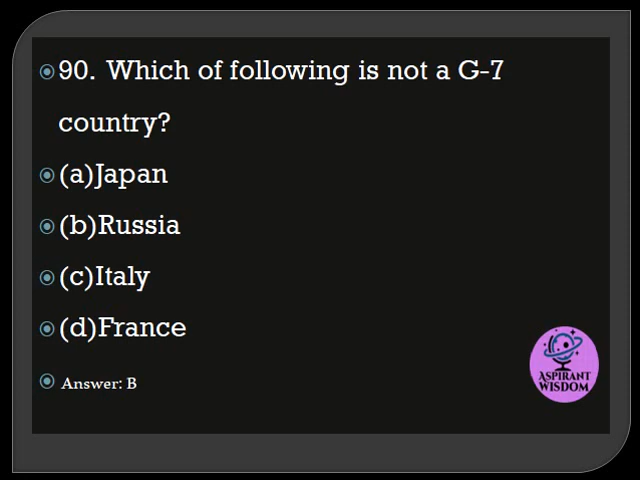 90. Which of following is not a G-7
country?
(a)Japan
(b)Russia
(c)Italy
(d)France
Answer: B
ASPIRANT
WISDOM